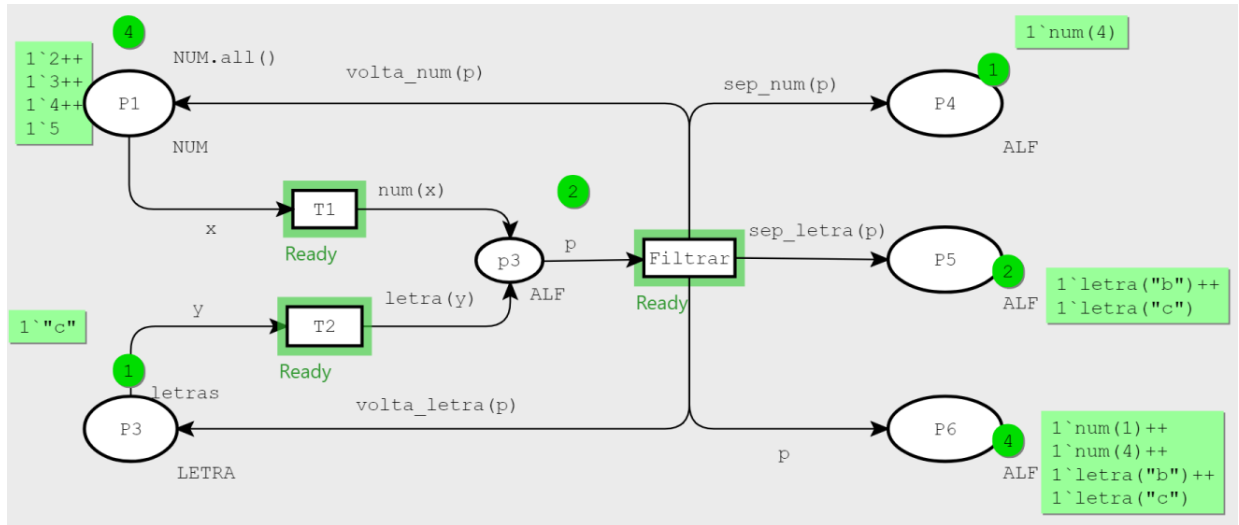 4
1`num(4)
NUM.all()
1`2++
1`3++
1`4++
1`5
volta_num(p)
sep_num(p)
1
P1
P4
NUM
ALF
num(x)
2
T1
x
Ready
sep_letra(p)
p3
p
Filtrar
P5
ALF
Ready
letra(y)
2
ALF
1`letra("b")++
1`letra("c")
y
1`"c"
T2
Ready
1
letras
volta_letra(p)
P3
P6
p
4
LETRA
ALF
1`num(1)++
1`num(4)++
1`letra("b")++
1`letra("c")